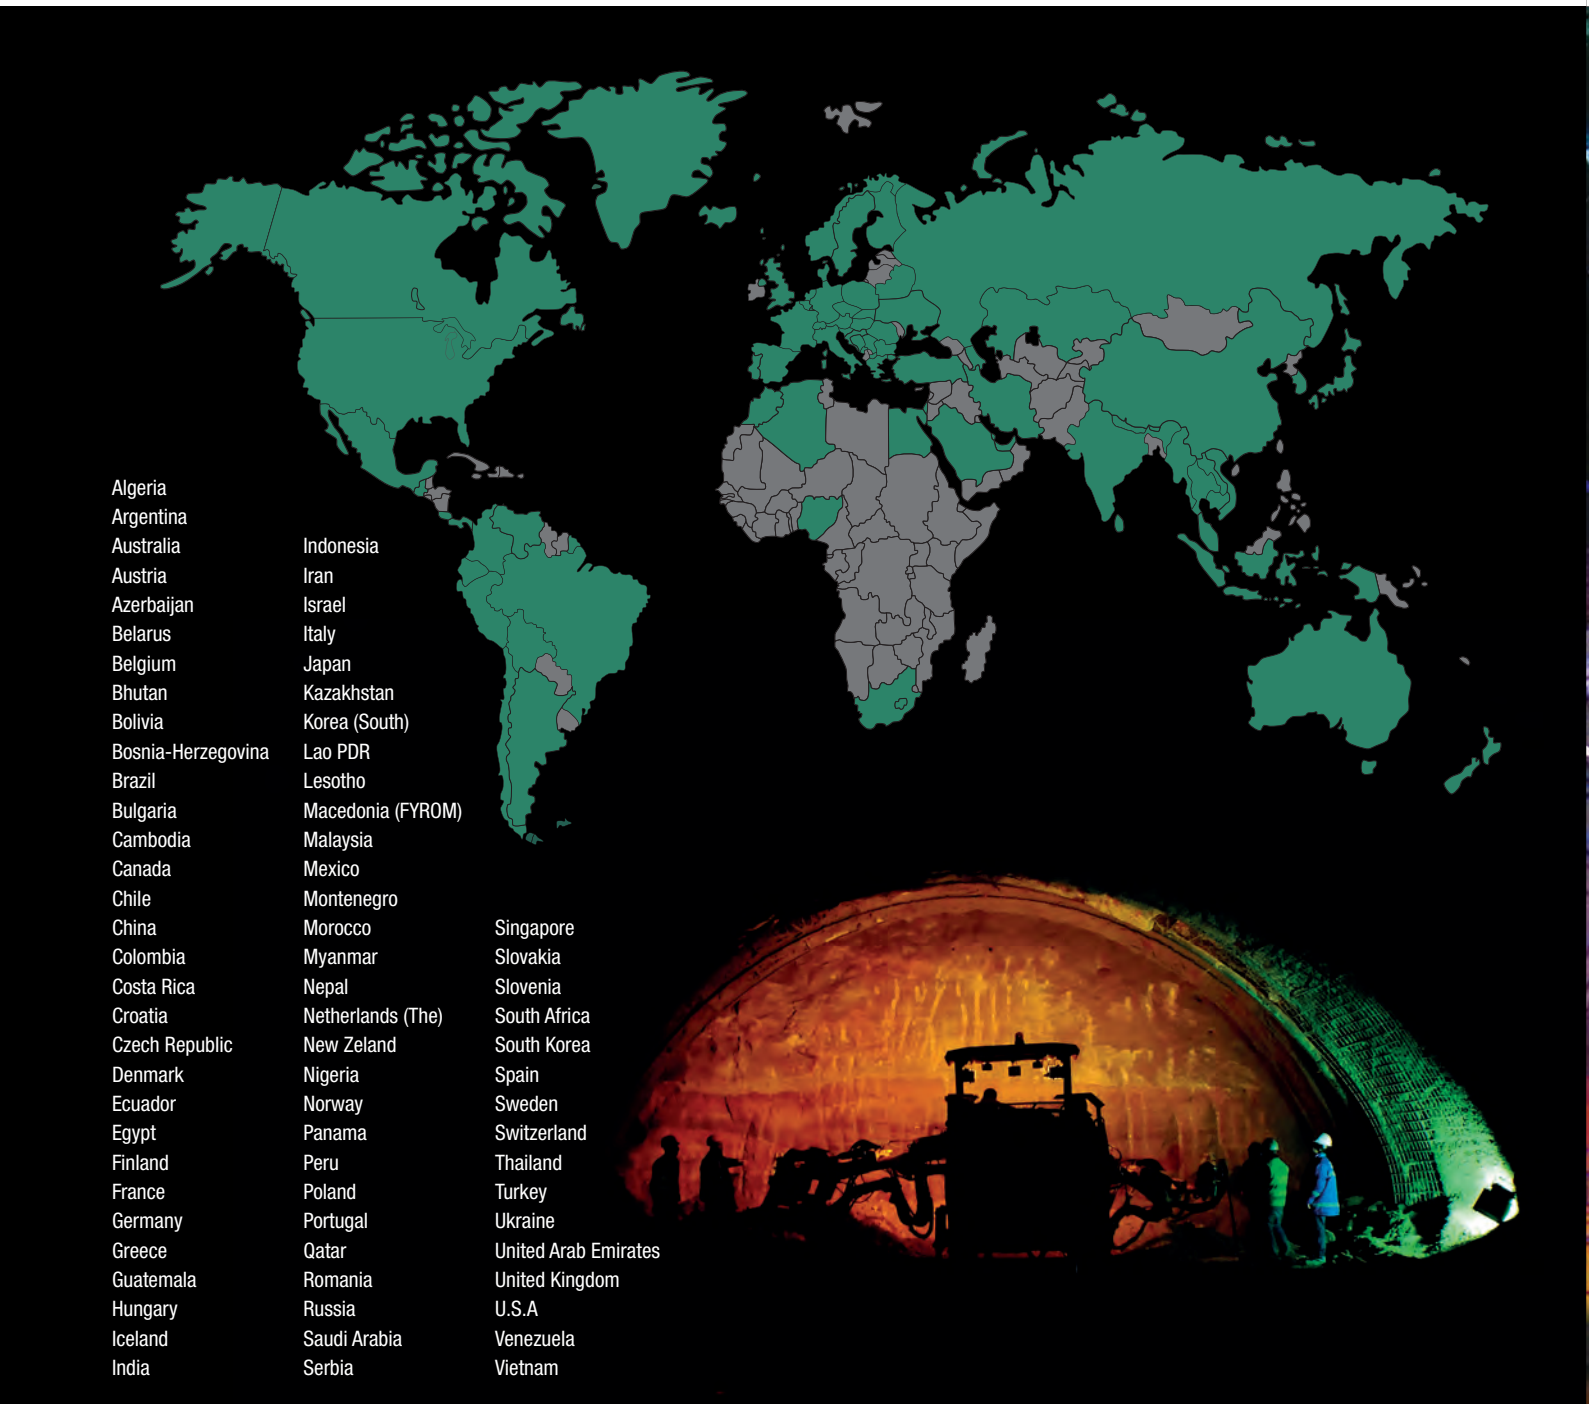 Algeria
Argentina
Australia
Austria
Azerbaijan
Belarus
Belgium
Bhutan
Bolivia
Bosnia-Herzegovina
Brazil
Bulgaria
Cambodia
Canada
Chile
China
Colombia
Costa Rica
Croatia
Czech Republic
Denmark
Ecuador
Egypt
Finland
France
Germany
Greece
Guatemala
Hungary
Iceland
India
Indonesia
Iran
Israel
Italy
Japan
Kazakhstan
Korea (South)
Lao PDR
Lesotho
Macedonia (FYROM)
Malaysia
Mexico
Montenegro
Morocco
Myanmar
Nepal
Netherlands (The)
New Zeland
Nigeria
Norway
Panama
Peru
Poland
Portugal
Qatar
Romania
Russia
Saudi Arabia
Serbia
Singapore
Slovakia
Slovenia
South Africa
South Korea
Spain
Sweden
Switzerland
Thailand
Turkey
Ukraine
United Arab Emirates
United Kingdom
U.S.A
Venezuela
Vietnam